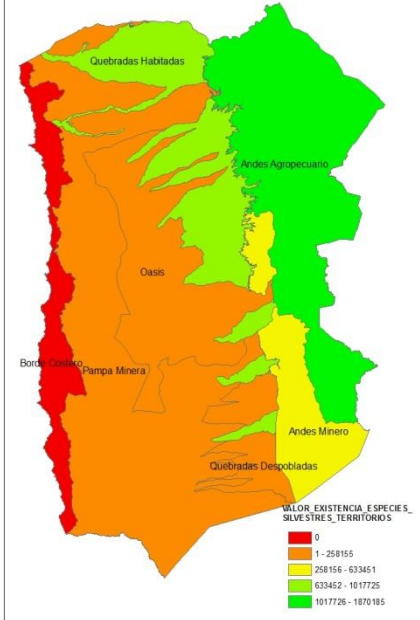 Quebradas Habitadas
Andes Agropecuario
Oasis
Borde Costero
Pampa Minera
Andes Minero
Quebradas Despobladas
VALOR_EXISTENCIA_ESPECIES_
SILVESTRES_TERRITORIOS
0
1 - 258155
258156 - 633451
633452 - 1017725
1017726 - 1870185